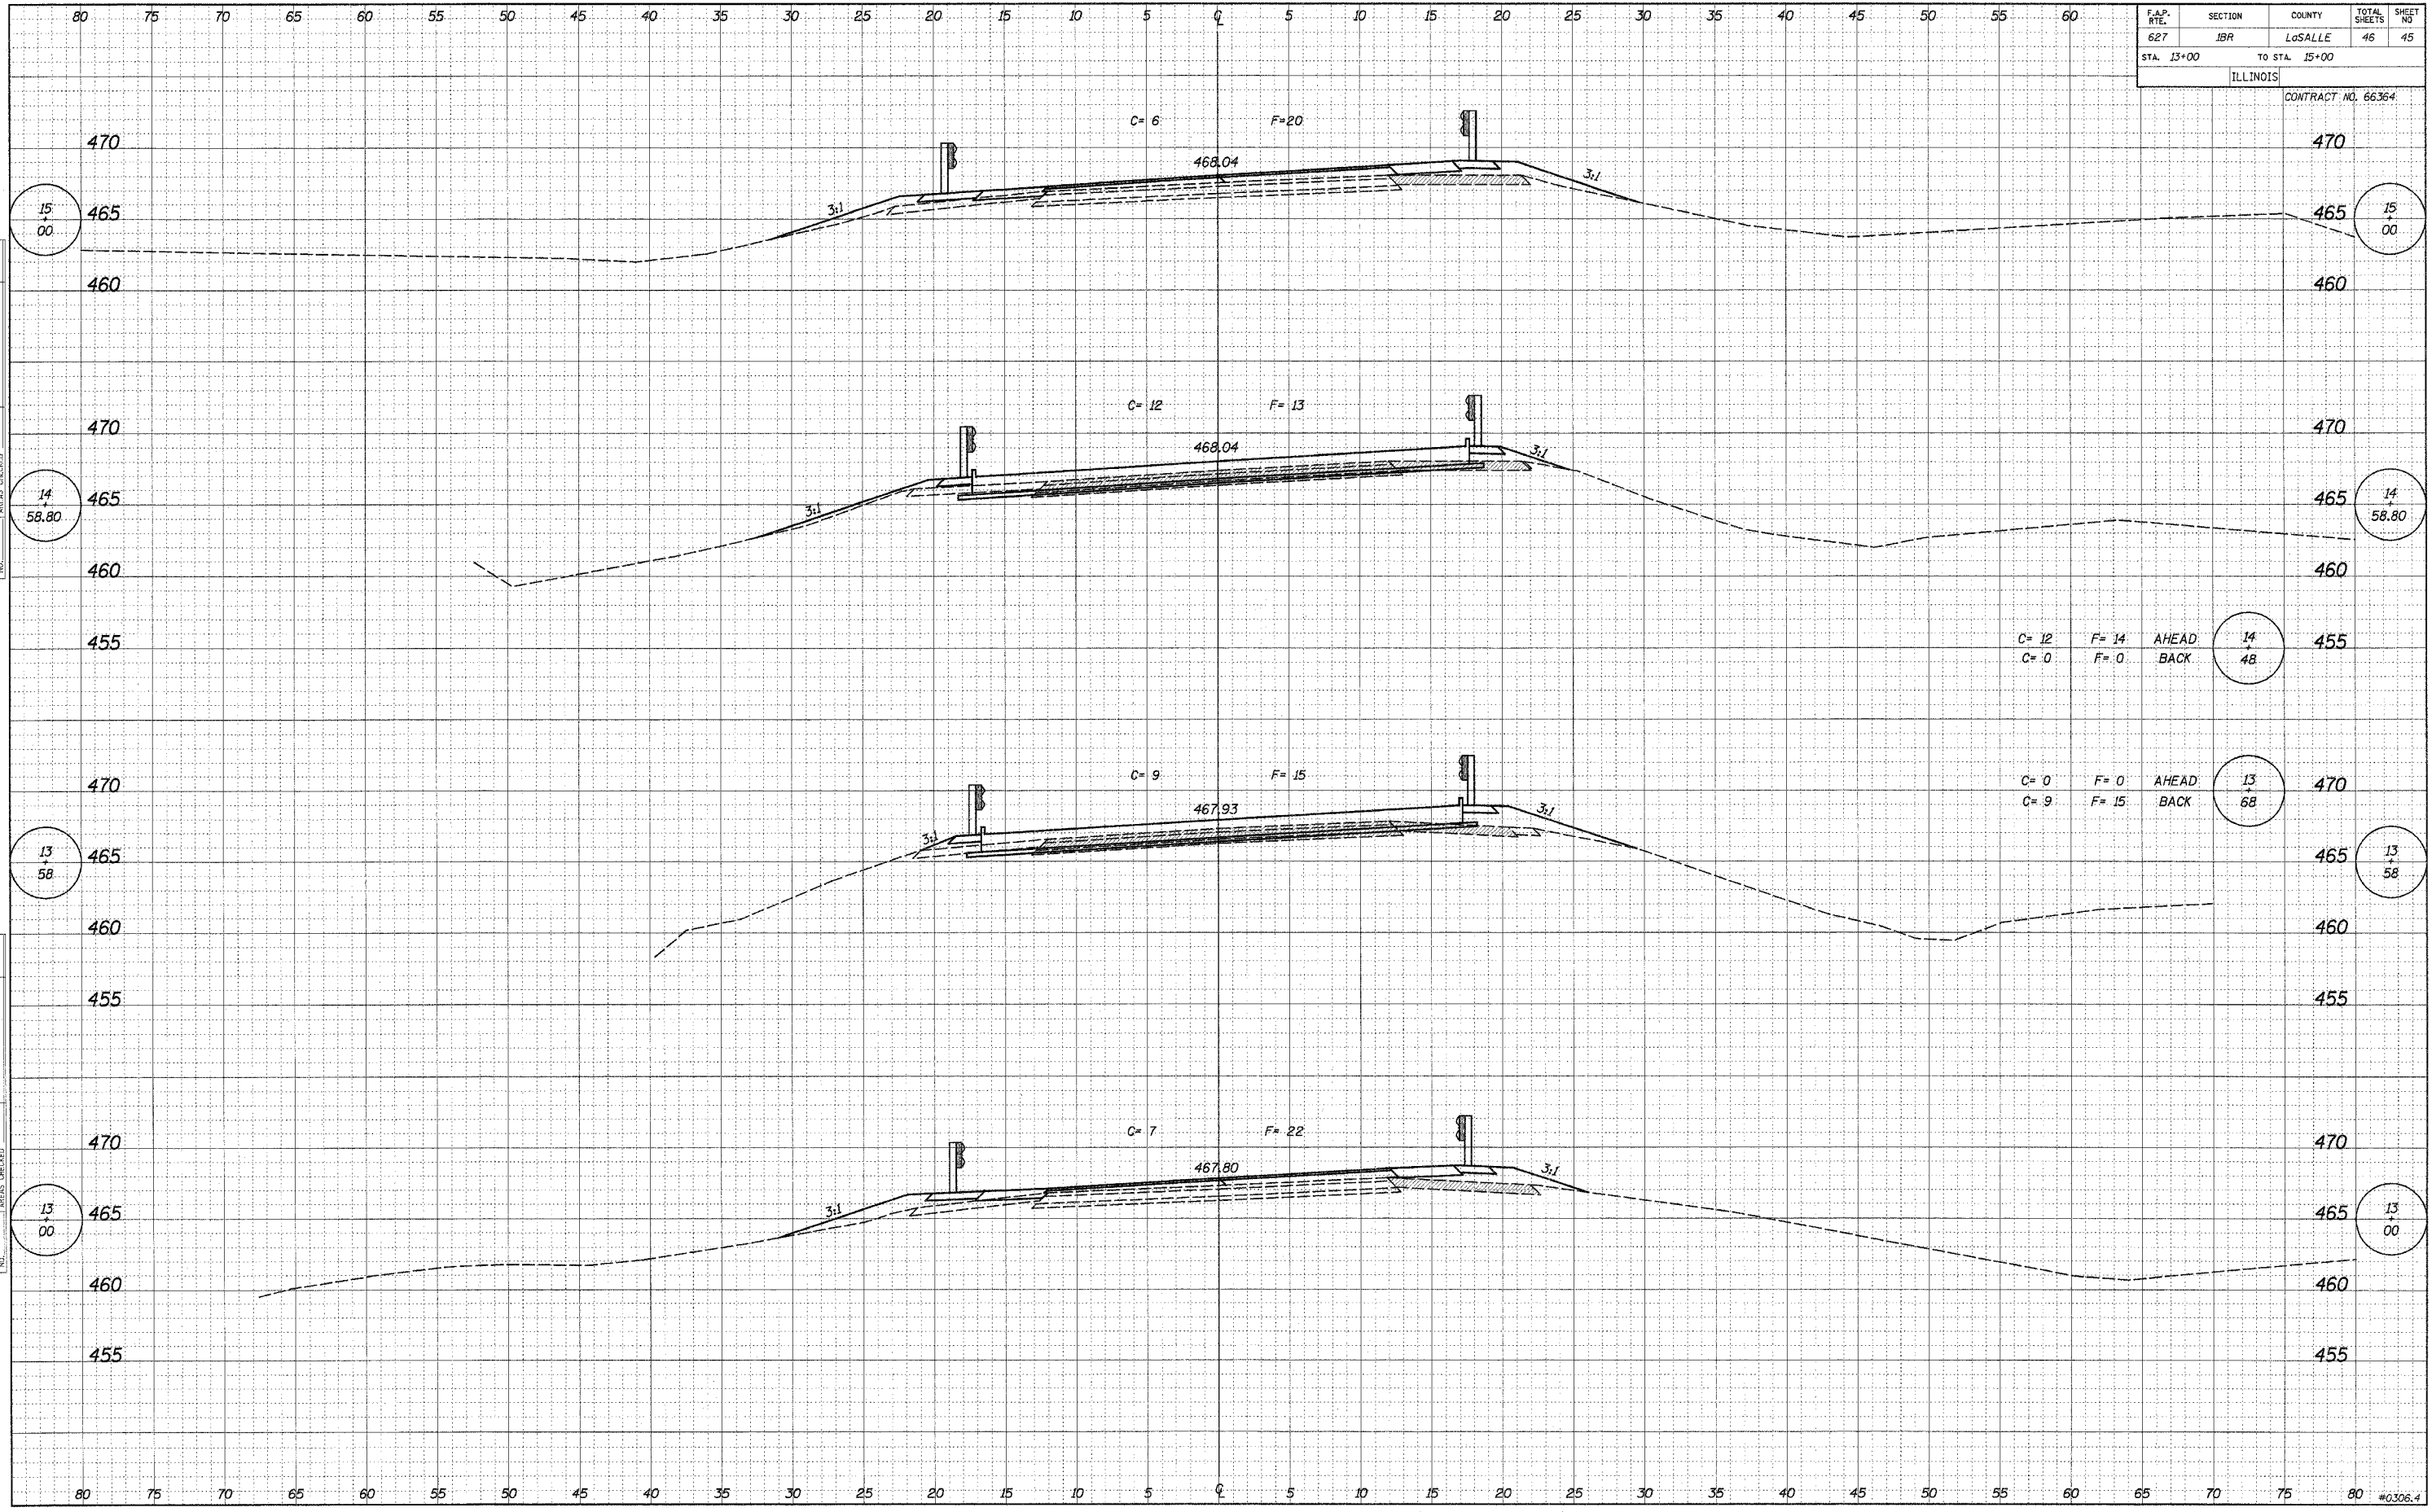 80 75 70 65 60 55 50 45 40 35 30 25 20 15 10 5 ℄ 5 10 15 20 25 30 35 40 45 50 55 60
F.A.P. RTE. SECTION COUNTY TOTAL SHEETS SHEET NO
627 1BR LaSALLE 46 45
STA. 13+00 TO STA. 15+00
ILLINOIS
CONTRACT NO. 66364
C= 6 F=20
470 470
468.04
3:1
15 + 00 465 3:1 465 15 + 00
460 460
C= 12 F= 13
470 468.04 470
3:1
14 + 58.80 465 3:1 465 14 + 58.80
460 460
C= 12 F= 14 AHEAD 14 + 48
C= 0 F= 0 BACK
455 455
C= 9 F= 15
C= 0 F= 0 AHEAD 13 + 68
C= 9 F= 15 BACK
470 470
467.93 3:1
3:1
13 + 58 465 465 13 + 58
460 460
455 455
C= 7 F= 22
470 470
467.80 3:1
13 + 00 465 3:1 465 13 + 00
460 460
455 455
80 75 70 65 60 55 50 45 40 35 30 25 20 15 10 5 ℄ 5 10 15 20 25 30 35 40 45 50 55 60 65 70 75 80
#0306.4
AREAS CHECKED